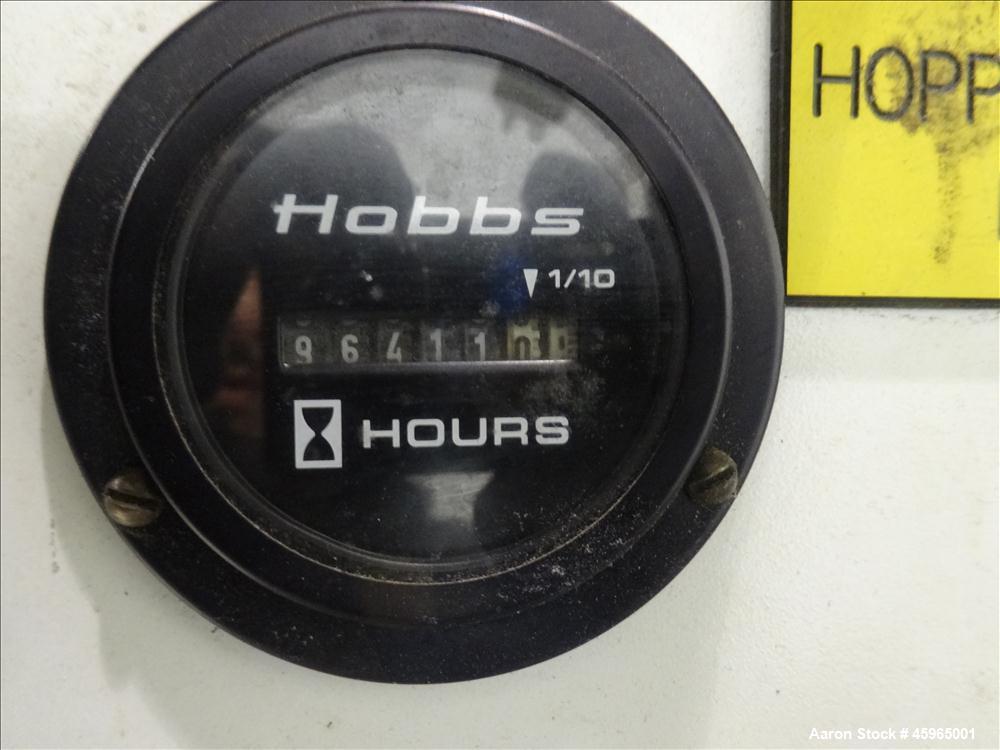 HOPP
Hobbs
1/10
96411
HOURS
Aaron Stock # 45965001